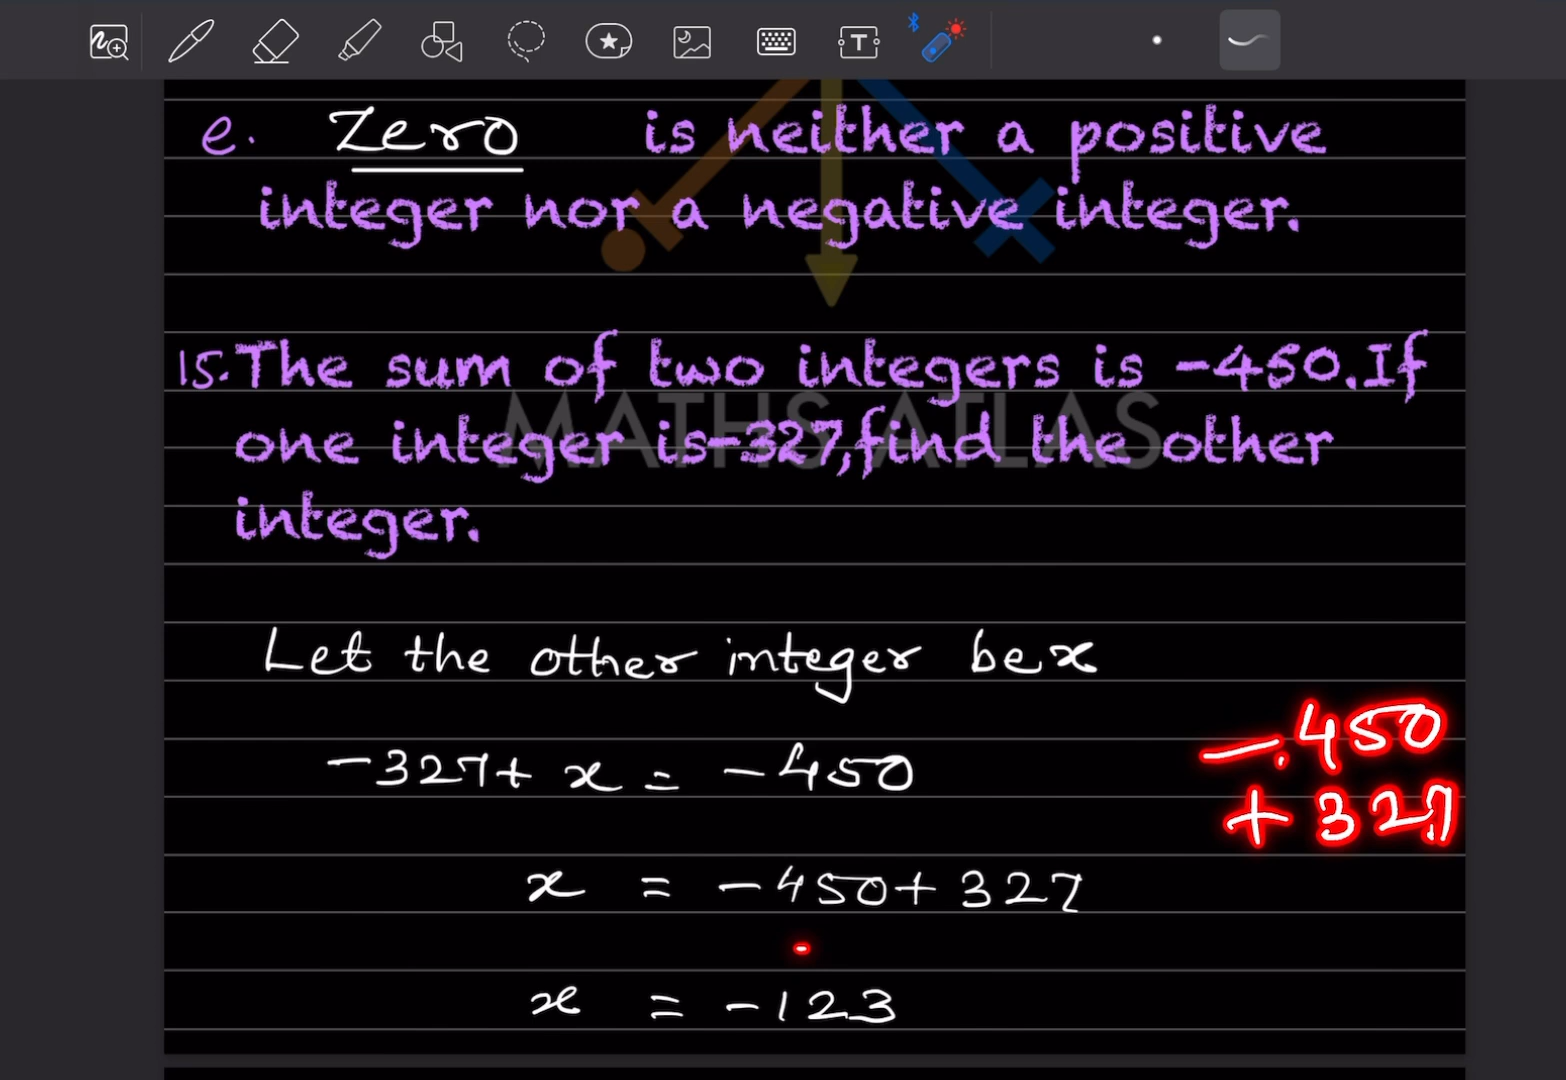 e. Zero is neither a positive
integer nor a negative integer.
15. The sum of two integers is -450. If
MATHS ATLAS
one integer is -327, find the other
integer.
Let the other integer be x
-327 + x = -450
-450
+ 327
x = -450 + 327
x = -123